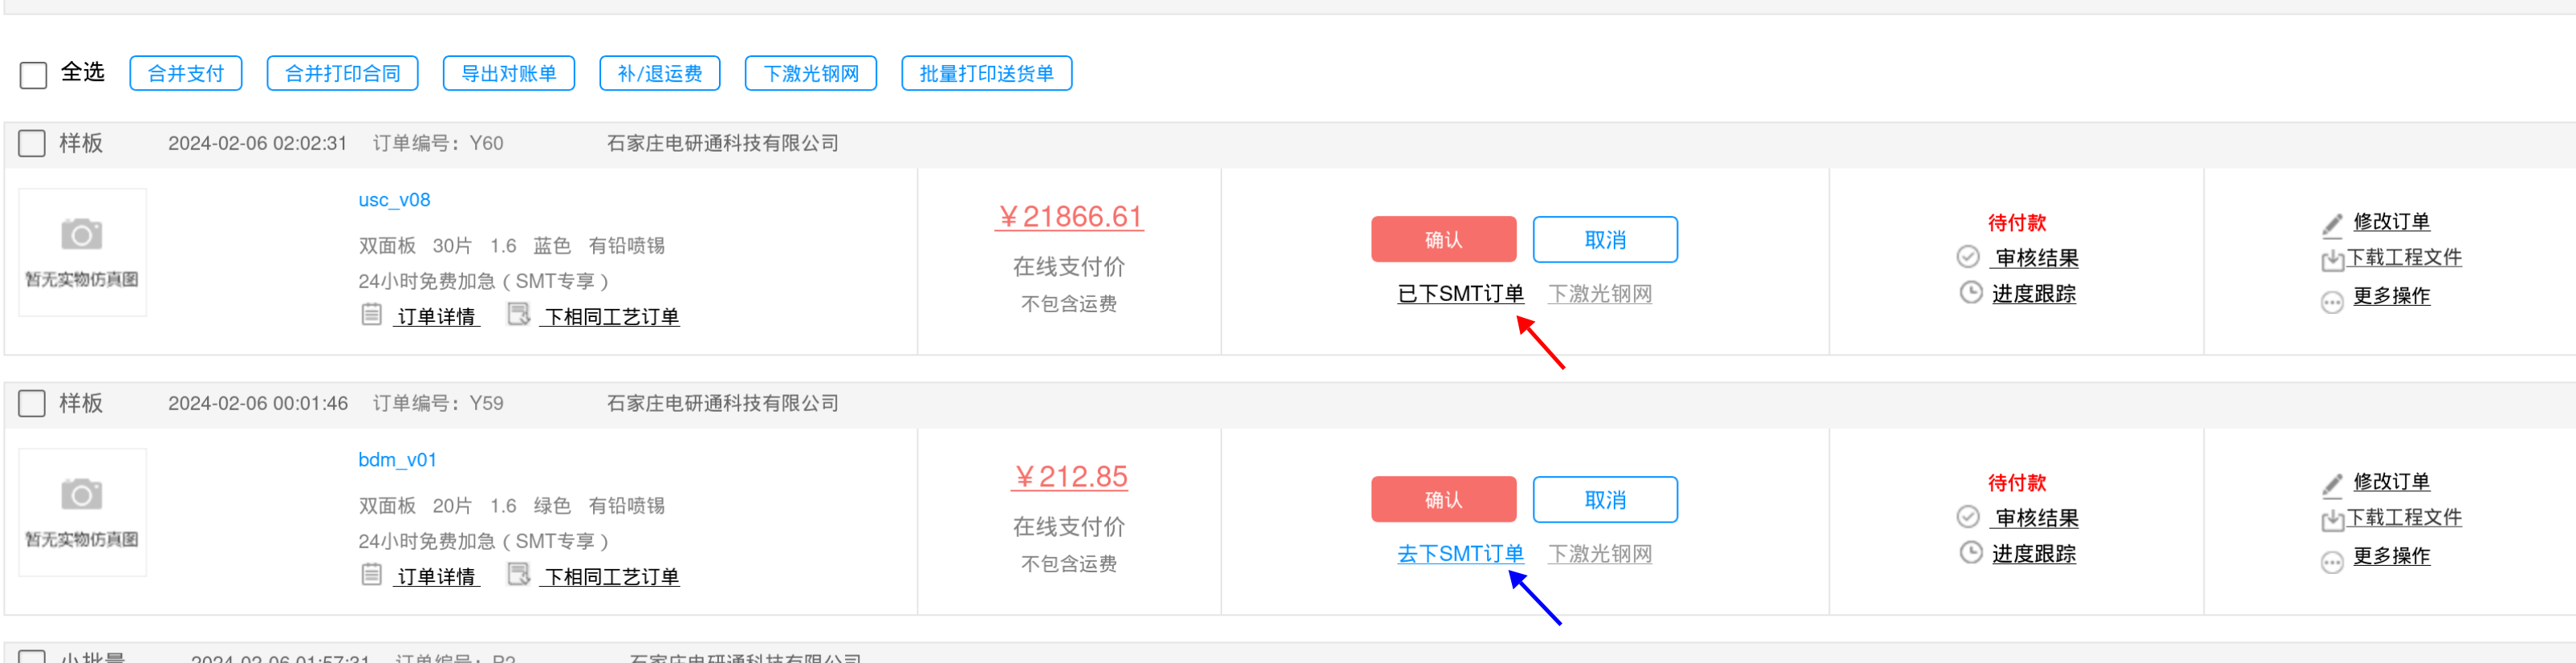 全选 合并支付 合并打印合同 导出对账单 补/退运费 下激光钢网 批量打印送货单
样板 2024-02-06 02:02:31 订单编号：Y60 石家庄电研通科技有限公司
暂无实物仿真图
usc_v08
双面板 30片 1.6 蓝色 有铅喷锡
24小时免费加急（SMT专享）
订单详情 下相同工艺订单
￥21866.61
在线支付价
不包含运费
确认 取消
已下SMT订单 下激光钢网
待付款
审核结果
进度跟踪
修改订单
下载工程文件
更多操作
样板 2024-02-06 00:01:46 订单编号：Y59 石家庄电研通科技有限公司
暂无实物仿真图
bdm_v01
双面板 20片 1.6 绿色 有铅喷锡
24小时免费加急（SMT专享）
订单详情 下相同工艺订单
￥212.85
在线支付价
不包含运费
确认 取消
去下SMT订单 下激光钢网
待付款
审核结果
进度跟踪
修改订单
下载工程文件
更多操作
小批量 2024-02-06 01:57:31 订单编号： 石家庄电研通科技有限公司